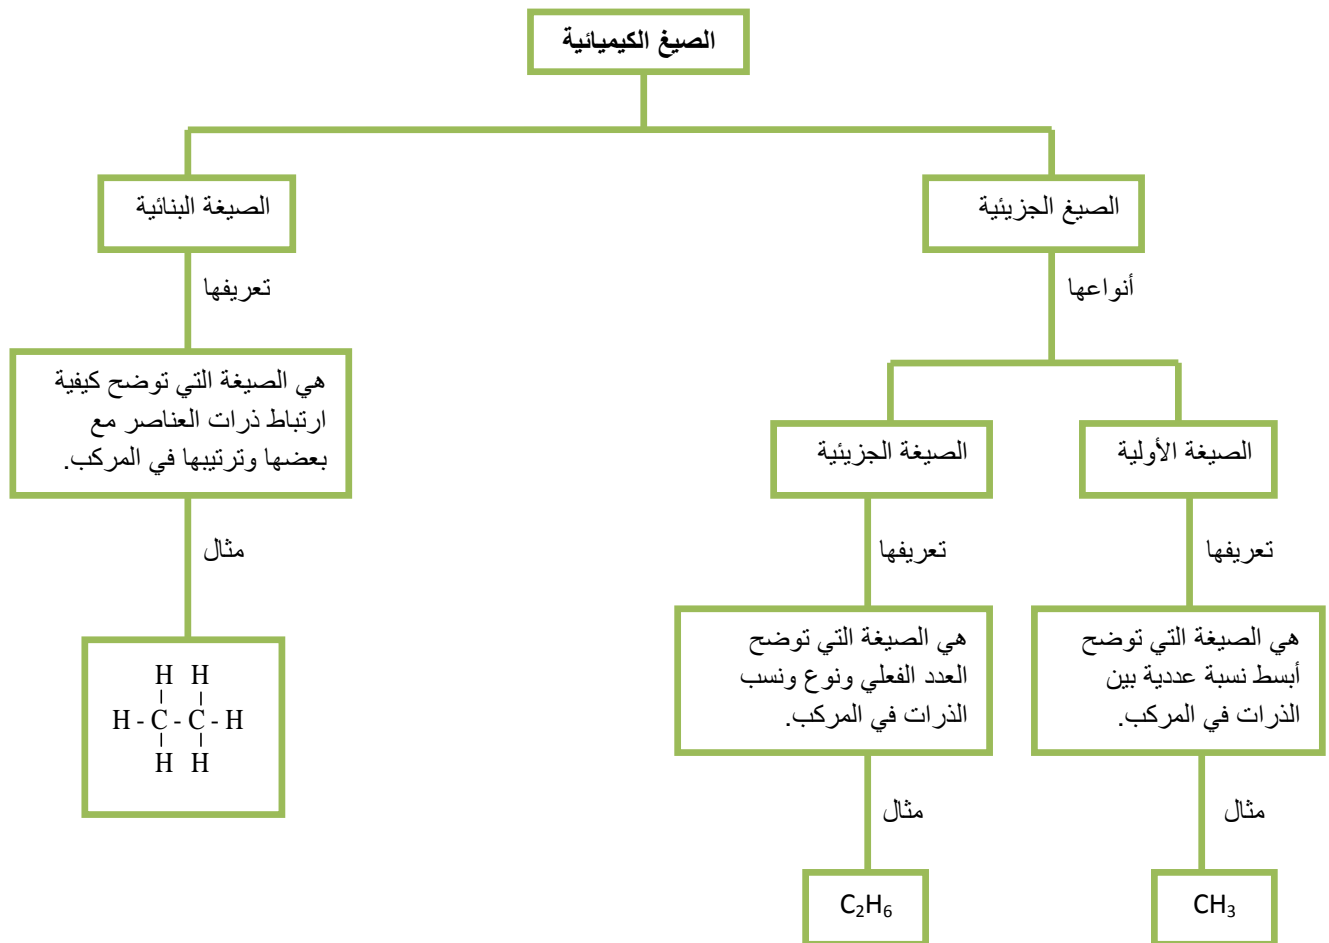 الصيغ الكيميائية
الصيغ الجزيئية
الصيغة البنائية
أنواعها
تعريفها
هي الصيغة التي توضح كيفية
ارتباط ذرات العناصر مع
بعضها وترتيبها في المركب.
الصيغة الأولية
الصيغة الجزيئية
تعريفها
تعريفها
مثال
هي الصيغة التي توضح
أبسط نسبة عددية بين
الذرات في المركب.
هي الصيغة التي توضح
العدد الفعلي ونوع ونسب
الذرات في المركب.
H H
H - C - C - H
H H
مثال
مثال
CH₃
C₂H₆